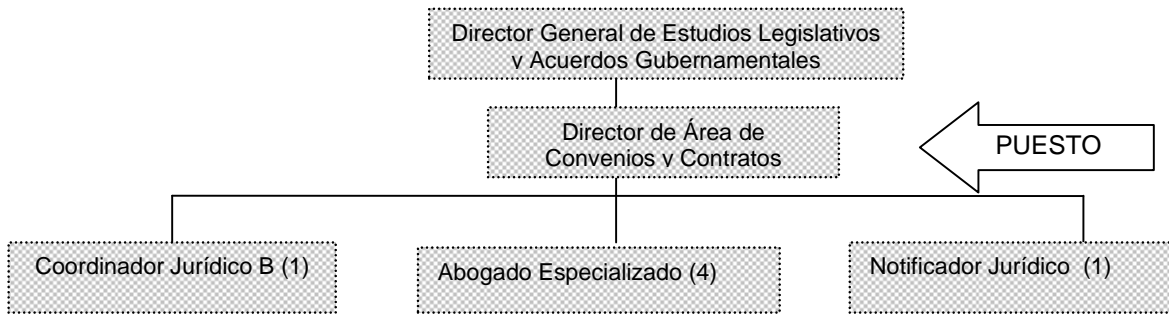 Director General de Estudios Legislativos
y Acuerdos Gubernamentales
Director de Área de
Convenios y Contratos
PUESTO
Coordinador Jurídico B (1)
Abogado Especializado (4)
Notificador Jurídico (1)